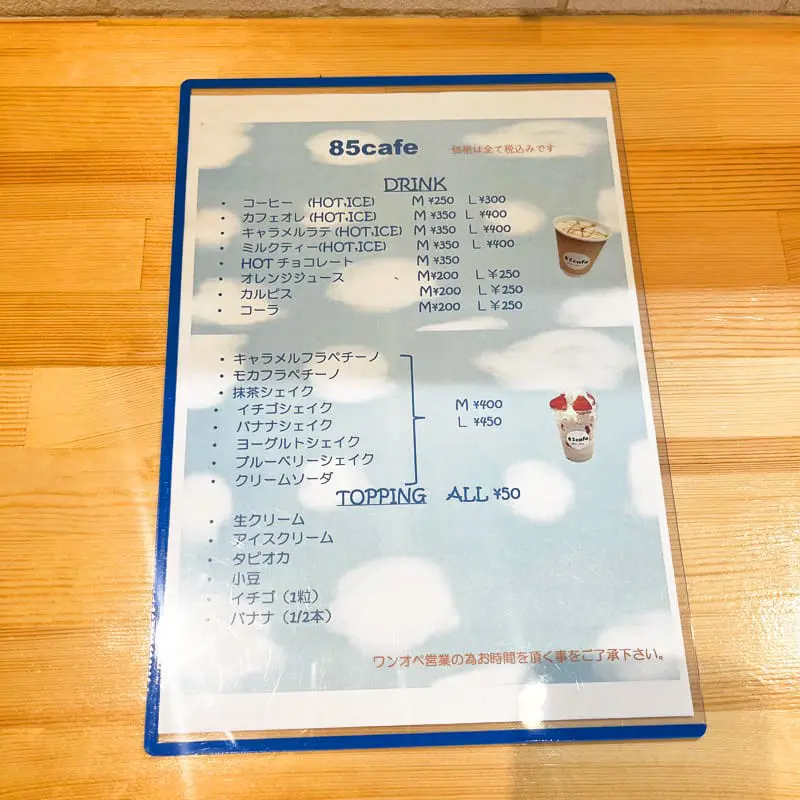 85cafe 価格は全て税込みです
DRINK
・ コーヒー (HOT,ICE) M ¥250 L ¥300
・ カフェオレ (HOT,ICE) M ¥350 L ¥400
・ キャラメルラテ (HOT,ICE) M ¥350 L ¥400
・ ミルクティー(HOT,ICE) M ¥350 L ¥400
・ HOT チョコレート M ¥350
・ オレンジジュース M¥200 L ¥250
・ カルピス M¥200 L ¥250
・ コーラ M¥200 L ¥250
85cafe
・ キャラメルフラペチーノ
・ モカフラペチーノ
・ 抹茶シェイク
・ イチゴシェイク
・ バナナシェイク
・ ヨーグルトシェイク
・ ブルーベリーシェイク
・ クリームソーダ
M ¥400
L ¥450
85cafe
TOPPING ALL ¥50
・ 生クリーム
・ アイスクリーム
・ タピオカ
・ 小豆
・ イチゴ（1粒）
・ バナナ（1/2本）
ワンオペ営業の為お時間を頂く事をご了承下さい。